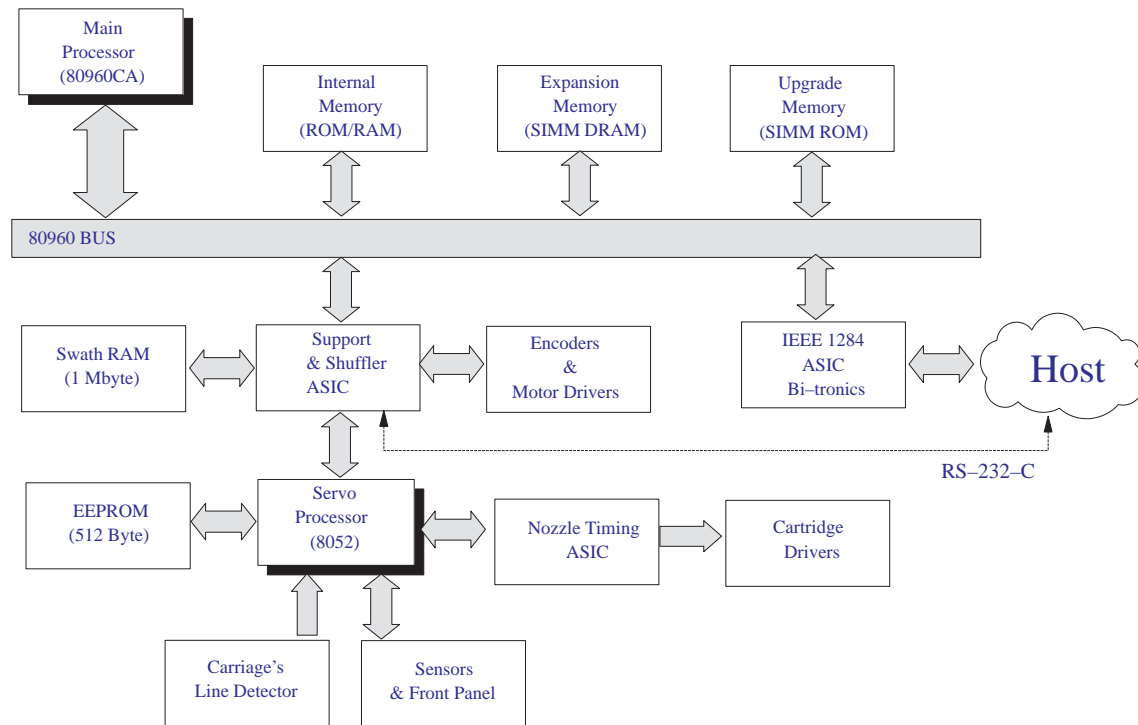 Main
Processor
(80960CA)
Internal
Memory
(ROM/RAM)
Expansion
Memory
(SIMM DRAM)
Upgrade
Memory
(SIMM ROM)
80960 BUS
Swath RAM
(1 Mbyte)
Support
& Shuffler
ASIC
Encoders
&
Motor Drivers
IEEE 1284
ASIC
Bi–tronics
Host
RS–232–C
EEPROM
(512 Byte)
Servo
Processor
(8052)
Nozzle Timing
ASIC
Cartridge
Drivers
Carriage’s
Line Detector
Sensors
& Front Panel